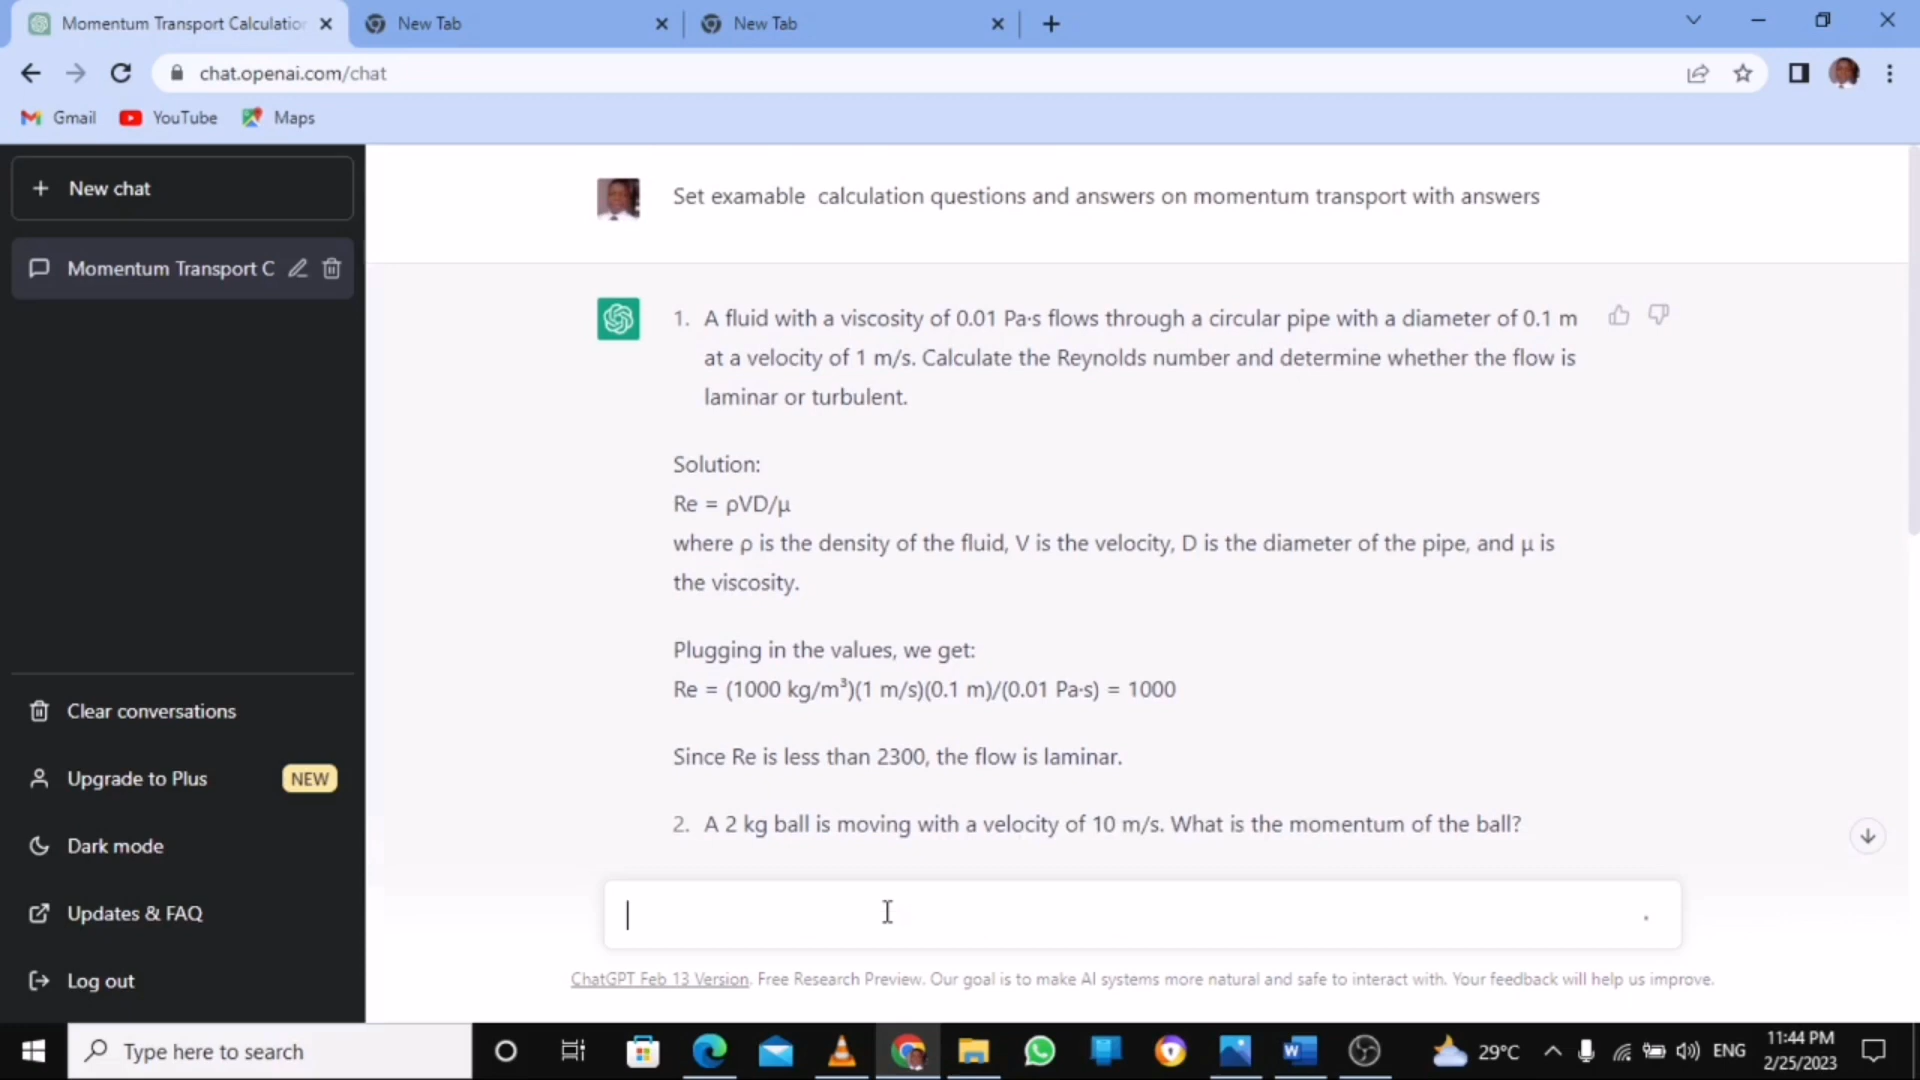 Momentum Transport Calculation
New Tab
New Tab
chat.openai.com/chat
Gmail
YouTube
Maps
New chat
Momentum Transport C
Clear conversations
Upgrade to Plus
NEW
Dark mode
Updates & FAQ
Log out
Set examable  calculation questions and answers on momentum transport with answers
1. A fluid with a viscosity of 0.01 Pa·s flows through a circular pipe with a diameter of 0.1 m
at a velocity of 1 m/s. Calculate the Reynolds number and determine whether the flow is
laminar or turbulent.
Solution:
Re = ρVD/μ
where ρ is the density of the fluid, V is the velocity, D is the diameter of the pipe, and μ is
the viscosity.
Plugging in the values, we get:
Re = (1000 kg/m³)(1 m/s)(0.1 m)/(0.01 Pa·s) = 1000
Since Re is less than 2300, the flow is laminar.
2. A 2 kg ball is moving with a velocity of 10 m/s. What is the momentum of the ball?
ChatGPT Feb 13 Version. Free Research Preview. Our goal is to make AI systems more natural and safe to interact with. Your feedback will help us improve.
Type here to search
29°C
ENG
11:44 PM
2/25/2023